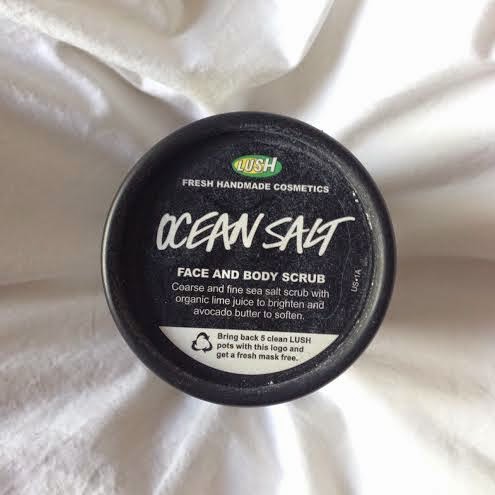 LUSH
FRESH HANDMADE COSMETICS
OCEAN SALT
FACE AND BODY SCRUB
Coarse and fine sea salt scrub with
organic lime juice to brighten and
avocado butter to soften.
US•1A
Bring back 5 clean LUSH
pots with this logo and
get a fresh mask free.